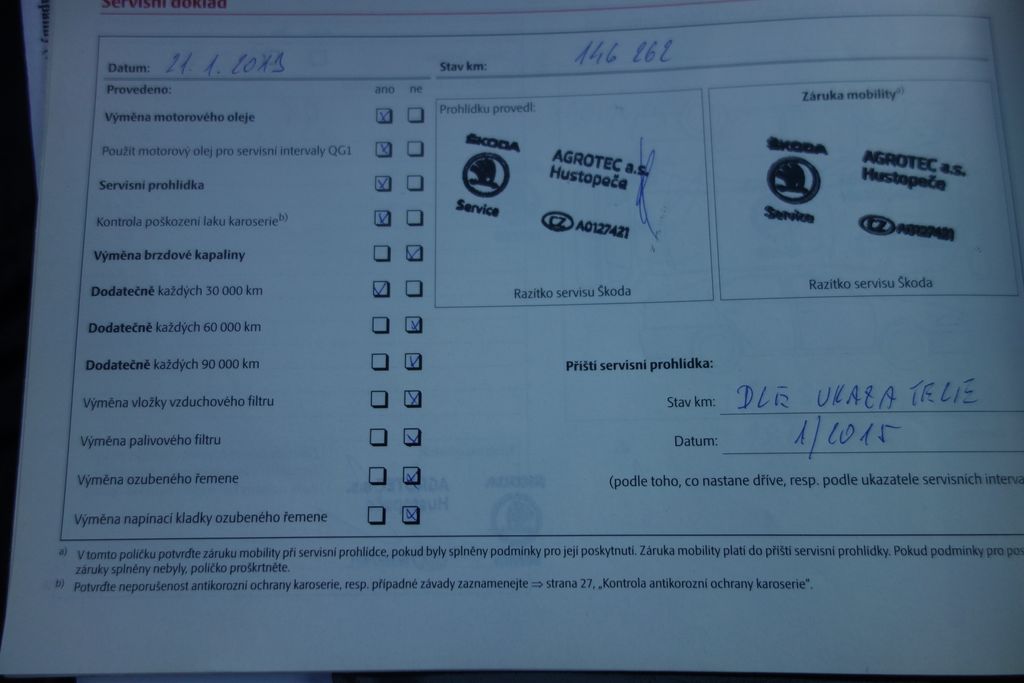 Servisní doklad
Datum: 21. 1. 2013 Stav km: 146 262
Provedeno: ano ne
Výměna motorového oleje
Použit motorový olej pro servisní intervaly QG1
Servisní prohlídka
Kontrola poškození laku karoserie b)
Výměna brzdové kapaliny
Dodatečně každých 30 000 km
Dodatečně každých 60 000 km
Dodatečně každých 90 000 km
Výměna vložky vzduchového filtru
Výměna palivového filtru
Výměna ozubeného řemene
Výměna napínací kladky ozubeného řemene
Prohlídku provedl:
ŠKODA
Service
AGROTEC a.s.
Hustopeče
CZ A0127421
Razítko servisu Škoda
Záruka mobility a)
ŠKODA
Service
AGROTEC a.s.
Hustopeče
CZ A0127421
Razítko servisu Škoda
Příští servisní prohlídka:
Stav km: DLE UKAZATELE
Datum: 1/2015
(podle toho, co nastane dříve, resp. podle ukazatele servisních interva
a) V tomto políčku potvrďte záruku mobility při servisní prohlídce, pokud byly splněny podmínky pro její poskytnutí. Záruka mobility platí do příští servisní prohlídky. Pokud podmínky pro pos
záruky splněny nebyly, políčko proškrtněte.
b) Potvrďte neporušenost antikorozní ochrany karoserie, resp. případné závady zaznamenejte ⇒ strana 27, „Kontrola antikorozní ochrany karoserie".